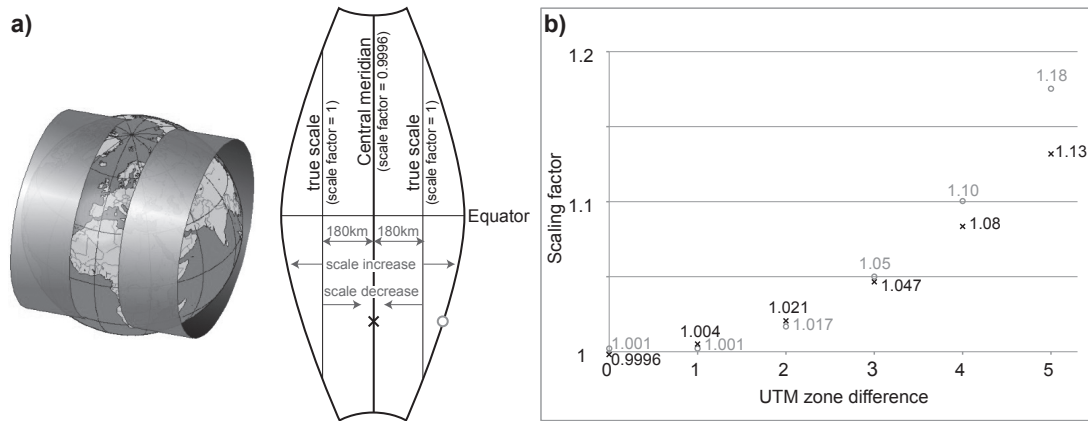 a)
true scale
(scale factor = 1)
Central meridian
(scale factor = 0.9996)
true scale
(scale factor = 1)
Equator
180km
180km
scale increase
scale decrease
b)
Scaling factor
1.2
1.1
1
1.001
0.9996
1.004
1.001
1.021
1.017
1.05
1.047
1.10
1.08
1.18
1.13
0
1
2
3
4
5
UTM zone difference